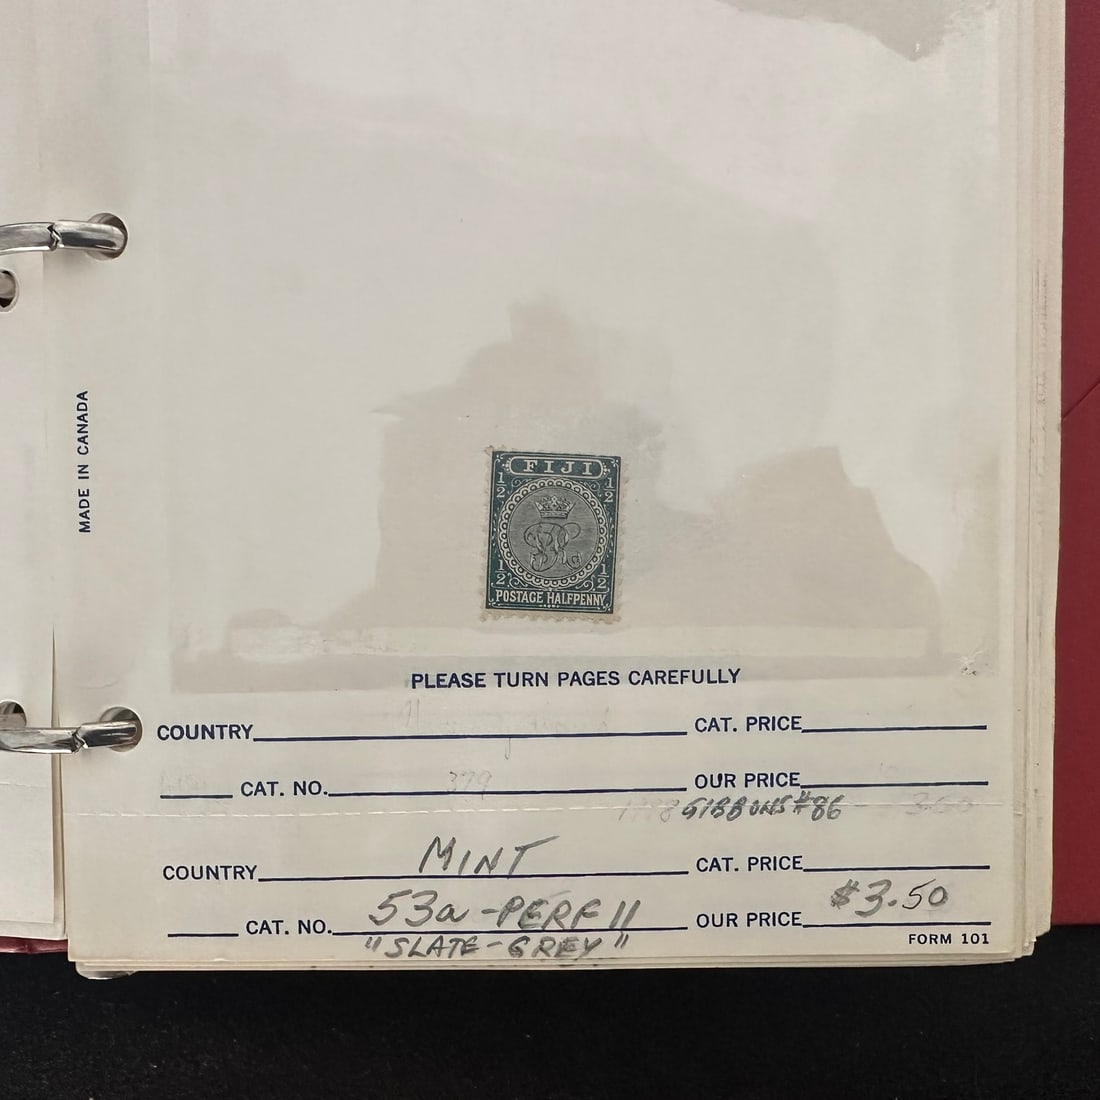 MADE IN CANADA
FIJI
½ ½
½ ½
POSTAGE HALFPENNY
PLEASE TURN PAGES CAREFULLY
COUNTRY CAT. PRICE
CAT. NO. 379 OUR PRICE
GIBBONS #86
COUNTRY MINT CAT. PRICE
CAT. NO. 53a - PERF 11 OUR PRICE $3.50
"SLATE-GREY"
FORM 101